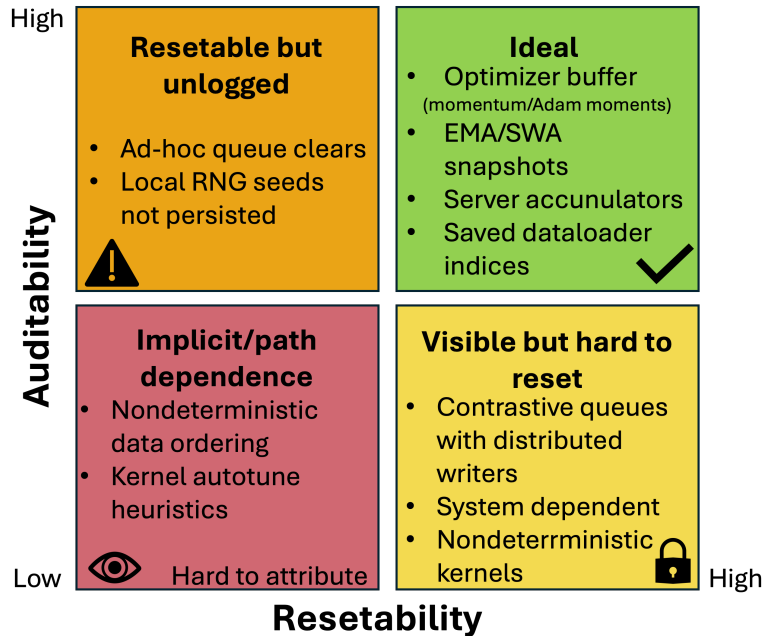 High
Resetable but
unlogged
• Ad-hoc queue clears
• Local RNG seeds
not persisted
Ideal
• Optimizer buffer
(momentum/Adam moments)
• EMA/SWA
snapshots
• Server accunulators
• Saved dataloader
indices
Auditability
Implicit/path
dependence
• Nondeterministic
data ordering
• Kernel autotune
heuristics
Hard to attribute
Visible but hard to
reset
• Contrastive queues
with distributed
writers
• System dependent
• Nondeterrministic
kernels
Low
High
Resetability